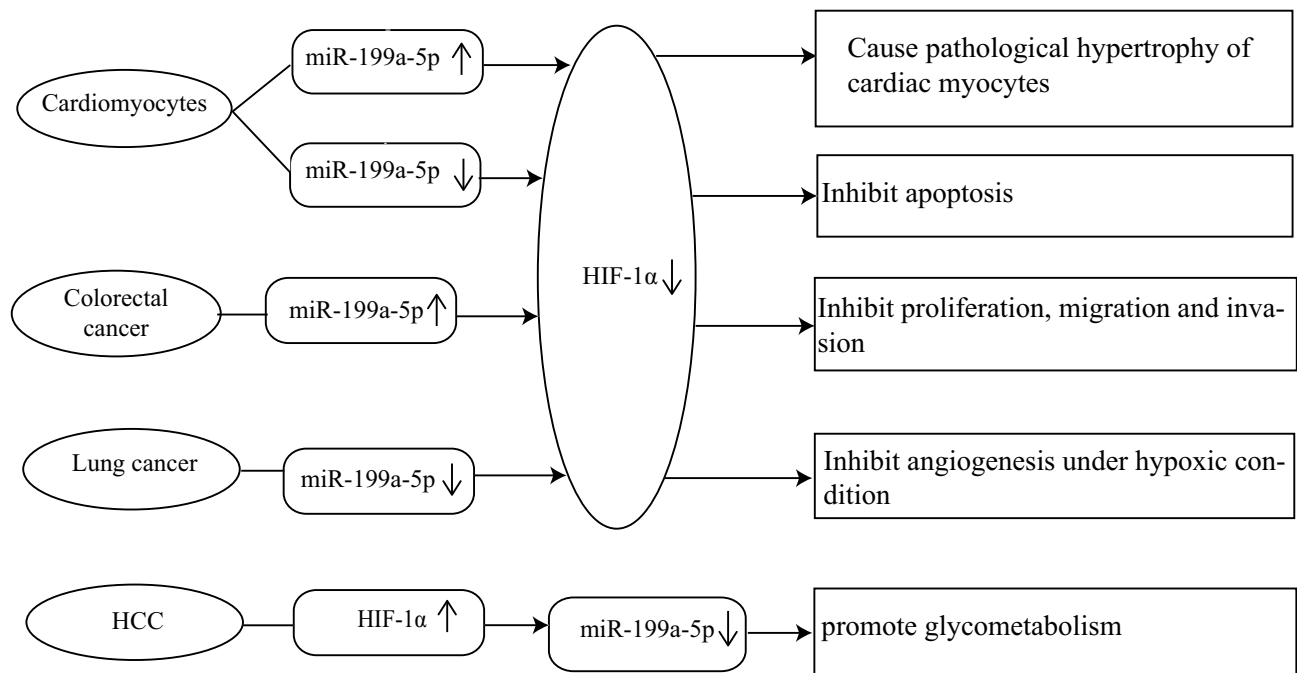 Cardiomyocytes
miR-199a-5p ↑
miR-199a-5p ↓
Colorectal
cancer
miR-199a-5p ↑
Lung cancer
miR-199a-5p ↓
HCC
HIF-1α ↑
miR-199a-5p ↓
HIF-1α ↓
Cause pathological hypertrophy of
cardiac myocytes
Inhibit apoptosis
Inhibit proliferation, migration and inva-
sion
Inhibit angiogenesis under hypoxic con-
dition
promote glycometabolism